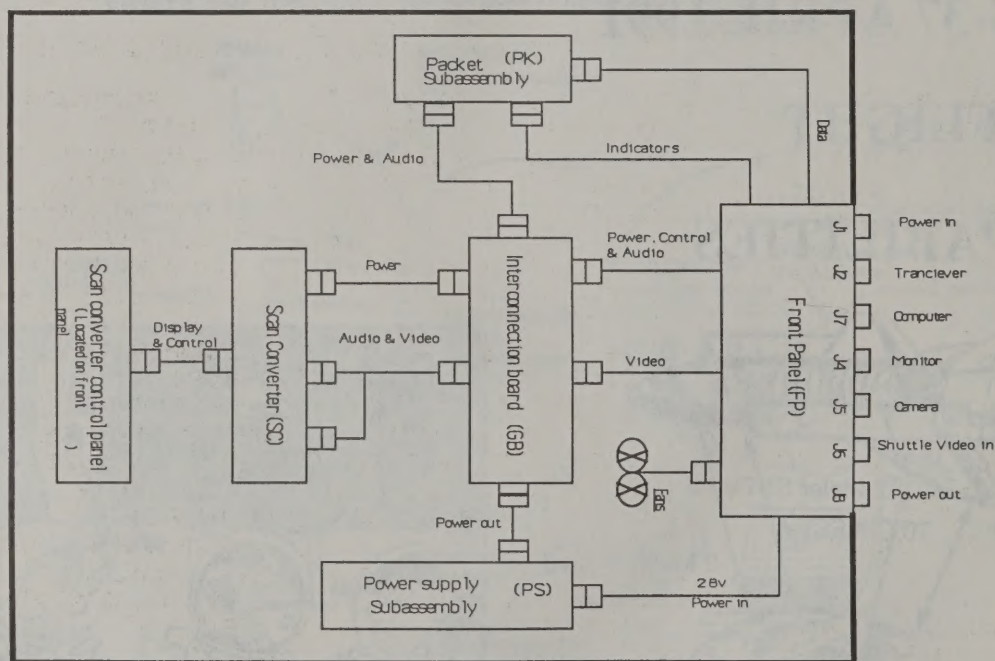 Packet (PK)
Subassembly
Data
Indicators
Power & Audio
Power, Control
& Audio
Power
Audio & Video
Video
Display
& Control
Scan converter control panel
(Located on front
panel
)
Scan Converter (SC)
Interconnection board (GB)
Front Panel (FP)
J1
Power in
J2
Tranciever
J7
Computer
J4
Monitor
J5
Camera
J6
Shuttle Video in
Power out
Fans
Power out
Power supply (PS)
Subassembly
28v
Power in